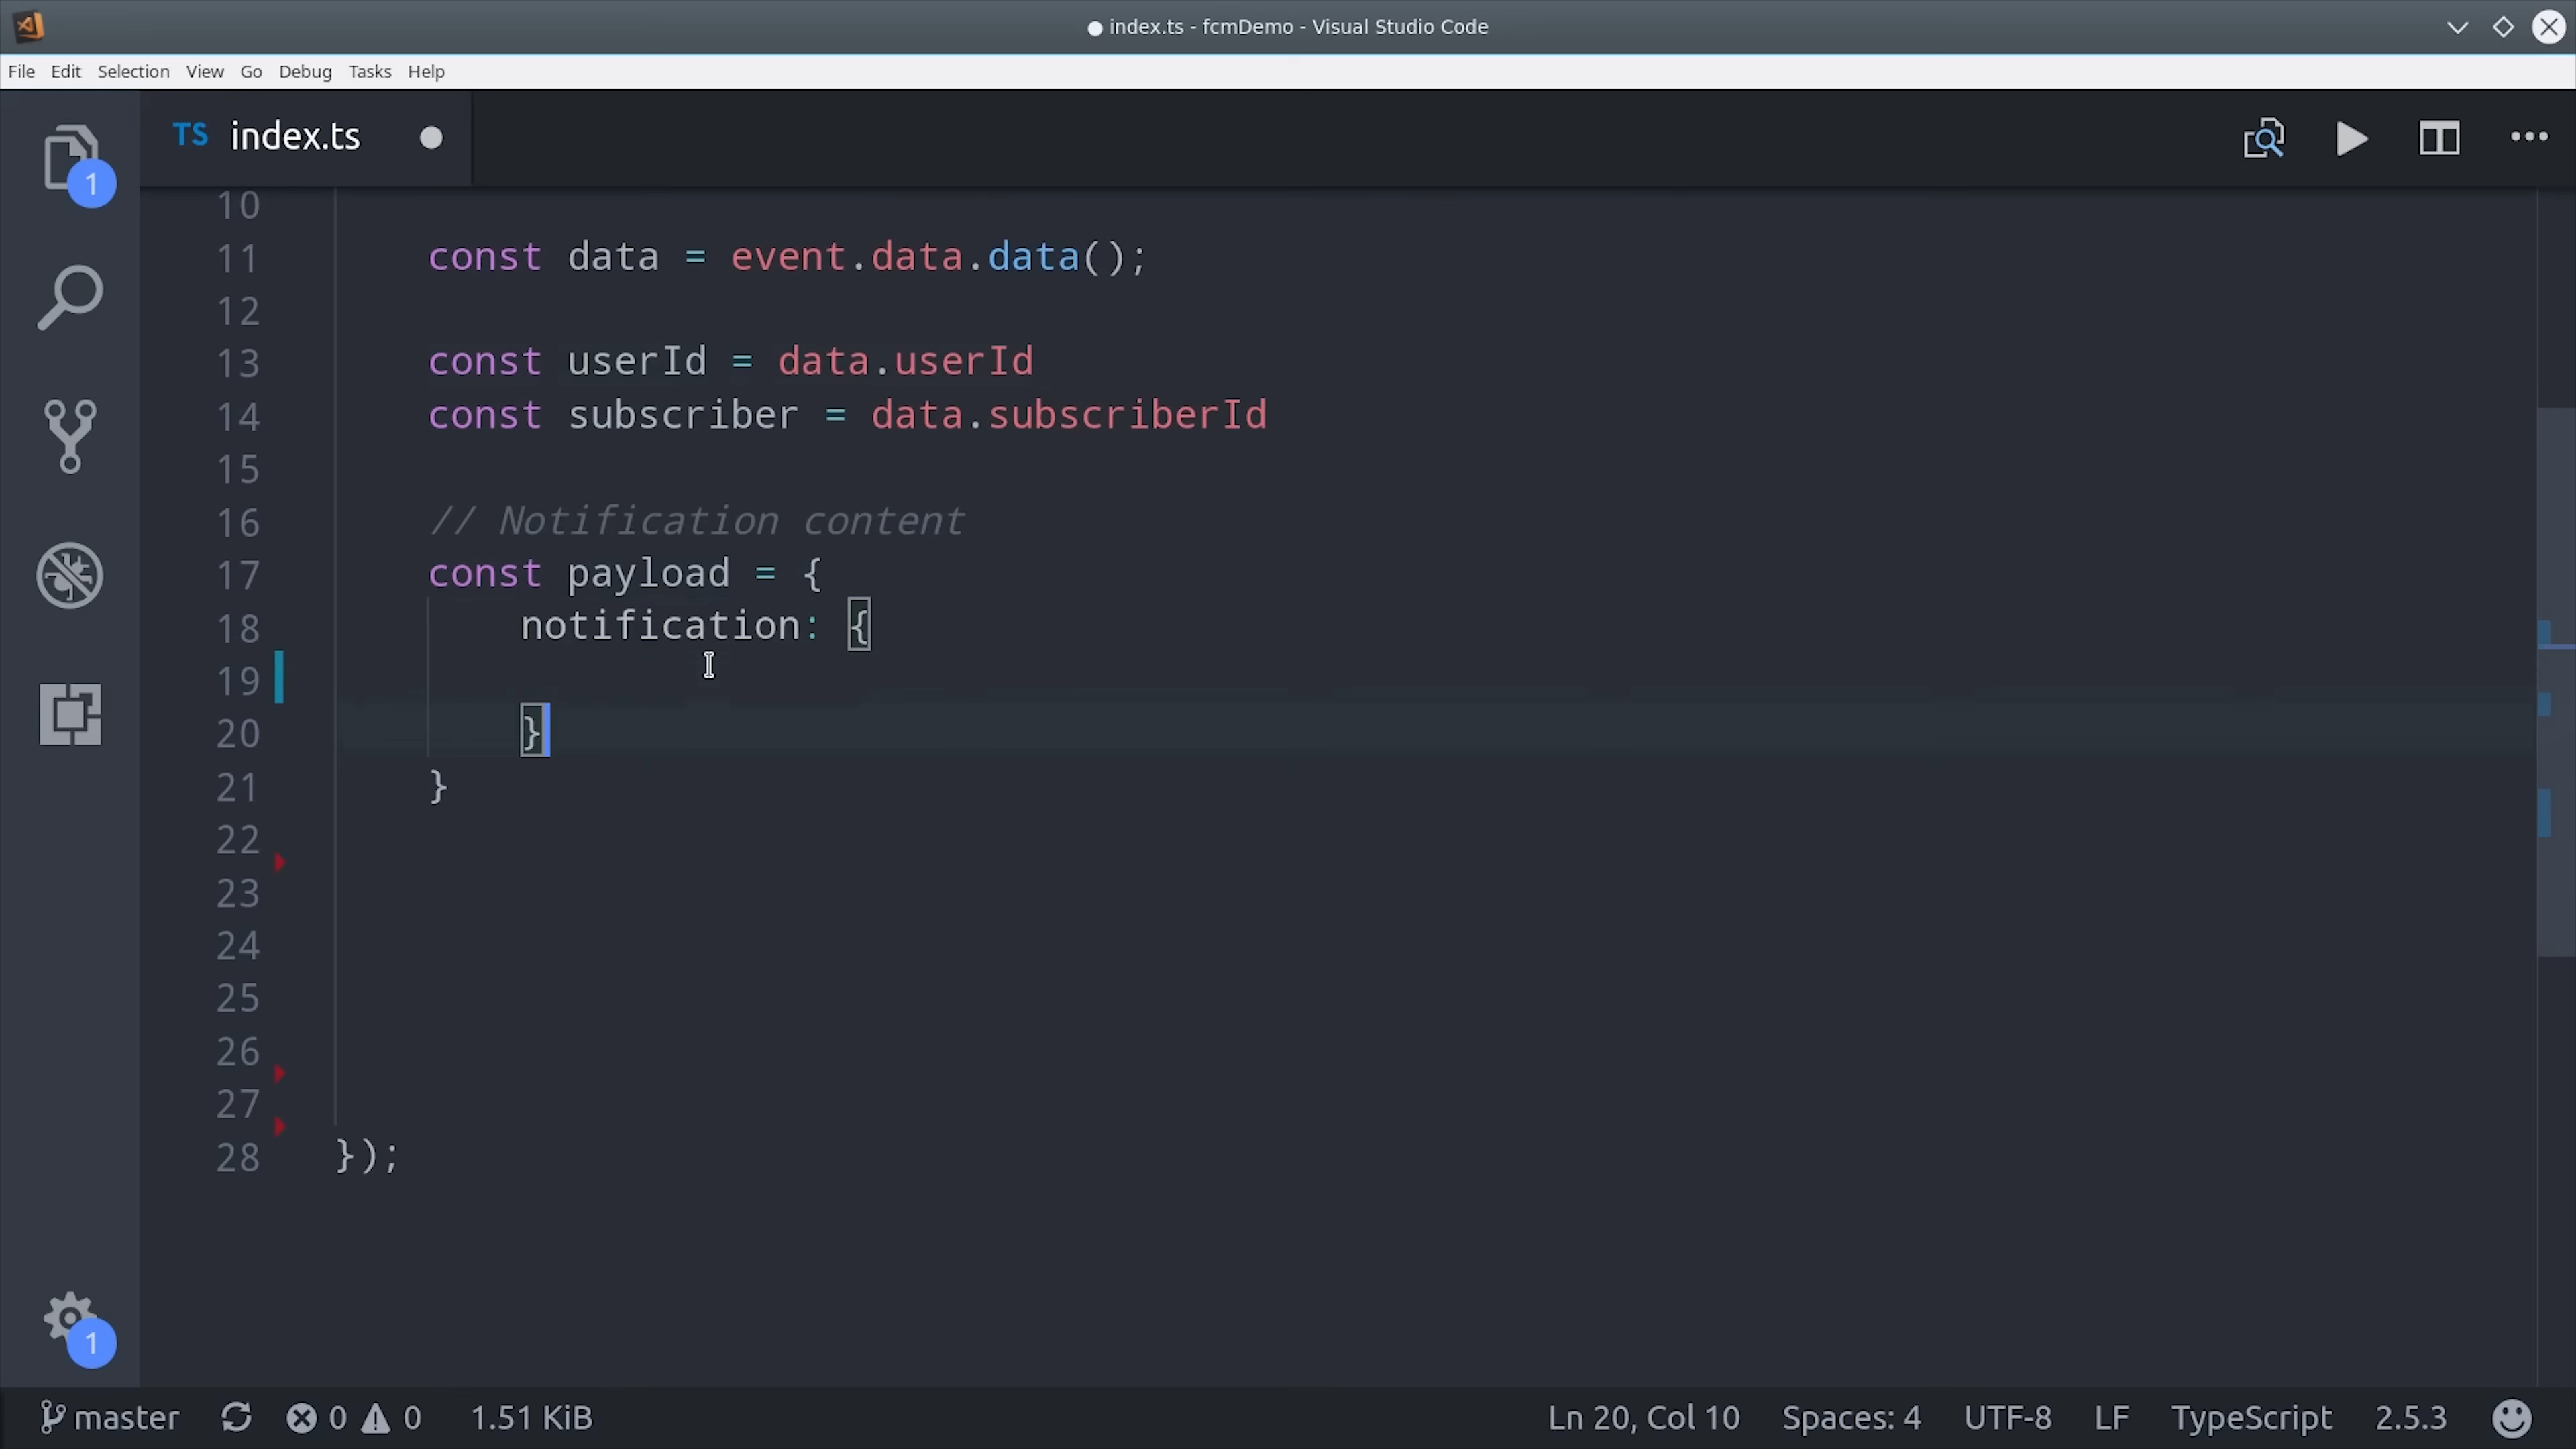 ● index.ts - fcmDemo - Visual Studio Code
File Edit Selection View Go Debug Tasks Help
TS index.ts
1
10
11 const data = event.data.data();
12
13 const userId = data.userId
14 const subscriber = data.subscriberId
15
16 // Notification content
17 const payload = {
18 notification: {
19
20 }
21 }
22
23
24
25
26
27
28 });
1
master 0 0 1.51 KiB Ln 20, Col 10 Spaces: 4 UTF-8 LF TypeScript 2.5.3